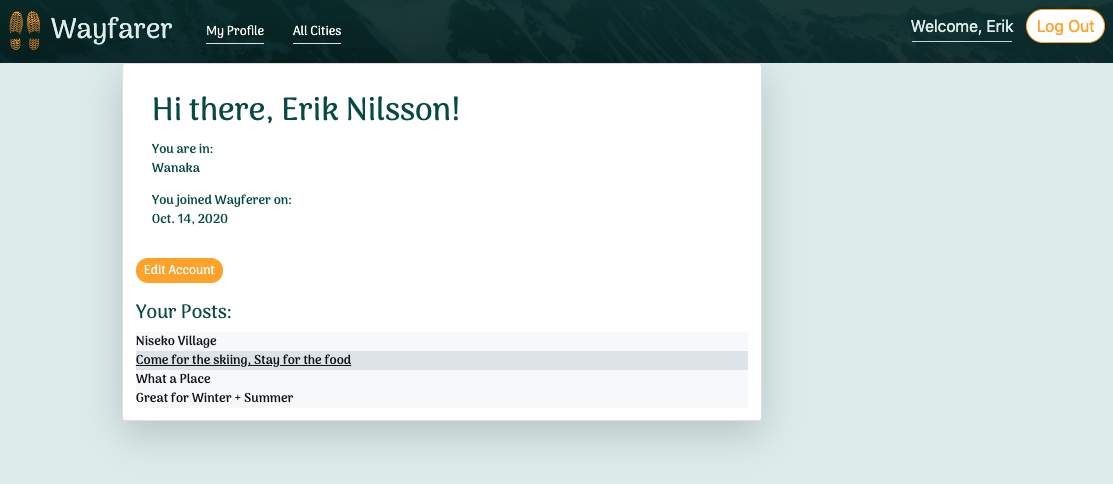 Wayfarer
My Profile
All Cities
Welcome, Erik
Log Out
Hi there, Erik Nilsson!
You are in:
Wanaka
You joined Wayferer on:
Oct. 14, 2020
Edit Account
Your Posts:
Niseko Village
Come for the skiing, Stay for the food
What a Place
Great for Winter + Summer